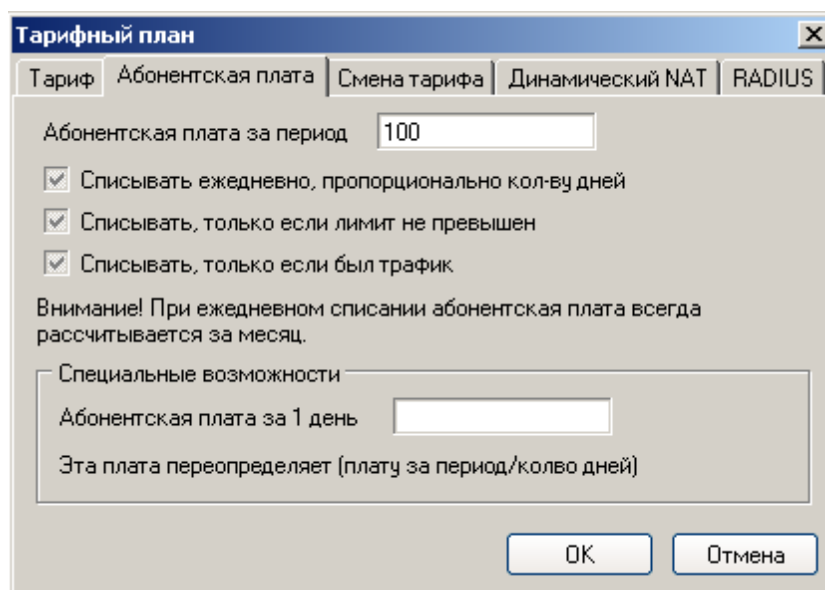 Тарифный план
Тариф
Абонентская плата
Смена тарифа
Динамический NAT
RADIUS
Абонентская плата за период 100
Списывать ежедневно, пропорционально кол-ву дней
Списывать, только если лимит не превышен
Списывать, только если был трафик
Внимание! При ежедневном списании абонентская плата всегда
рассчитывается за месяц.
Специальные возможности
Абонентская плата за 1 день
Эта плата переопределяет (плату за период/колво дней)
OK
Отмена